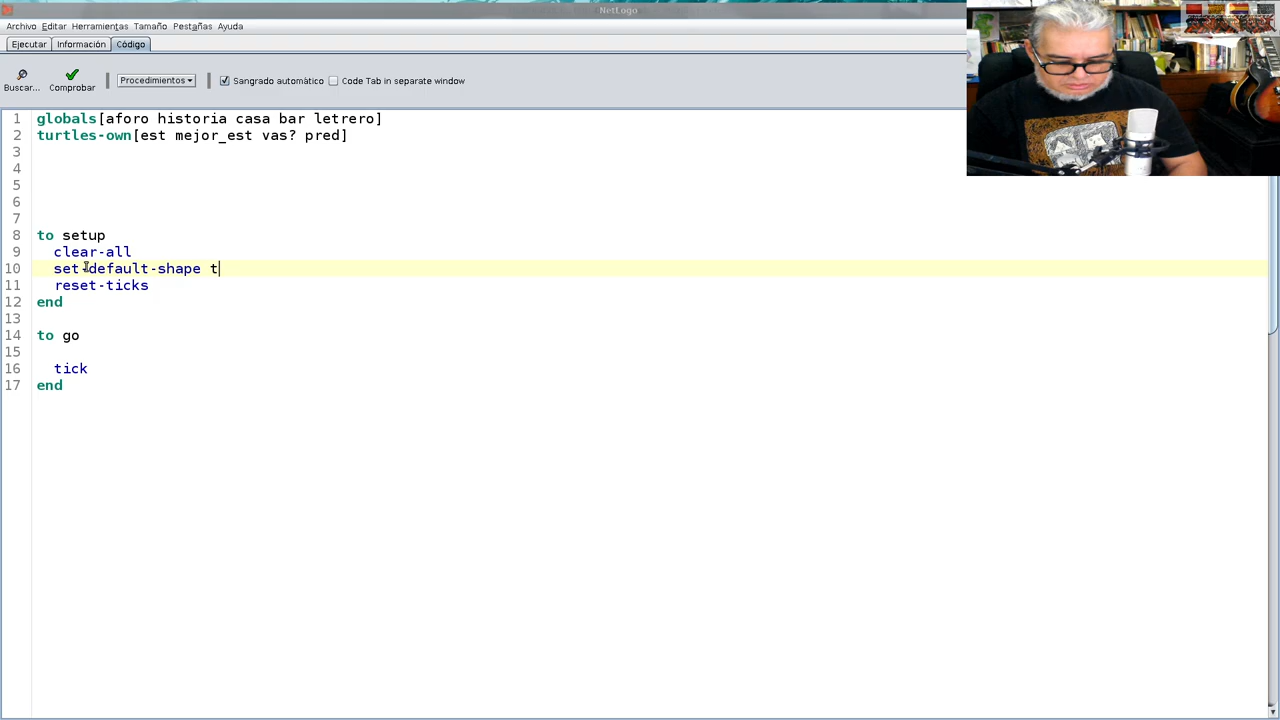 NetLogo
Archivo Editar Herramientas Tamaño Pestañas Ayuda
Ejecutar Información Código
Buscar... Comprobar Procedimientos Sangrado automático Code Tab in separate window
1 globals[aforo historia casa bar letrero]
2 turtles-own[est mejor_est vas? pred]
3
4
5
6
7
8 to setup
9 clear-all
10 set-default-shape t
11 reset-ticks
12 end
13
14 to go
15
16 tick
17 end